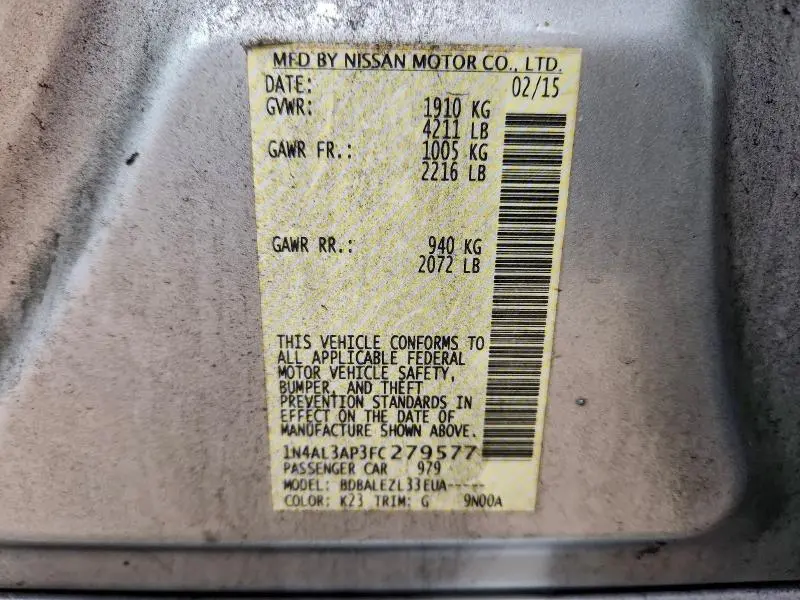 MFD BY NISSAN MOTOR CO., LTD.
DATE: 02/15
GVWR: 1910 KG
4211 LB
GAWR FR.: 1005 KG
2216 LB
GAWR RR.: 940 KG
2072 LB
THIS VEHICLE CONFORMS TO
ALL APPLICABLE FEDERAL
MOTOR VEHICLE SAFETY,
BUMPER, AND THEFT
PREVENTION STANDARDS IN
EFFECT ON THE DATE OF
MANUFACTURE SHOWN ABOVE.
1N4AL3AP3FC279577
PASSENGER CAR 979
MODEL: BDBALEZL33EUA-----
COLOR: K23 TRIM: G 9N00A